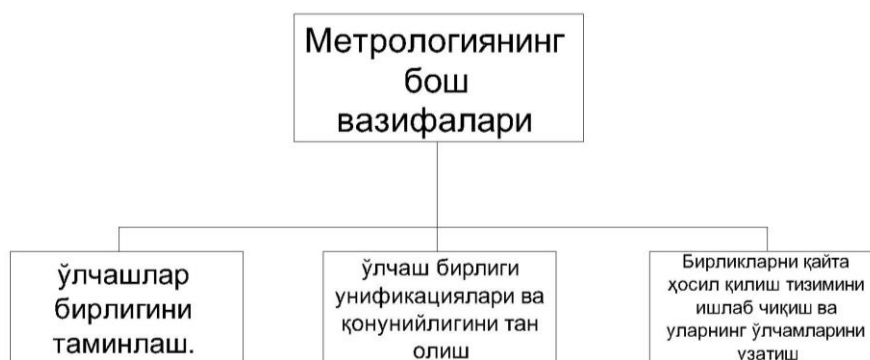 Метрологиянинг
бош
вазифалари
ўлчашлар
бирлигини
таминлаш.
ўлчаш бирлиги
унификациялари ва
қонунийлигини тан
олиш
Бирликларни қайта
ҳосил қилиш тизимини
ишлаб чиқиш ва
уларнинг ўлчамларини
узатиш